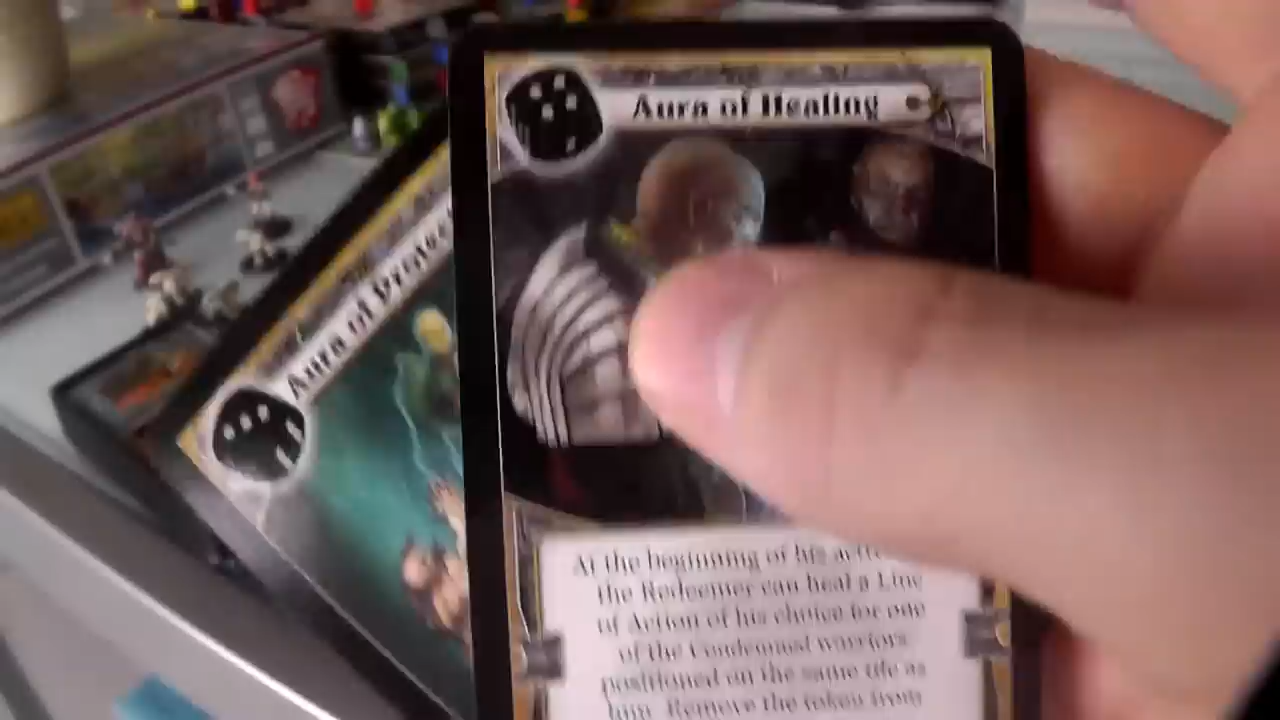 Aura of Healing
Aura of Protec
At the beginning of his
the Redeemer can heal a Line
of Action of his choice for one
of the Condemned warriors
positioned on the same tile as
him. Remove the token from